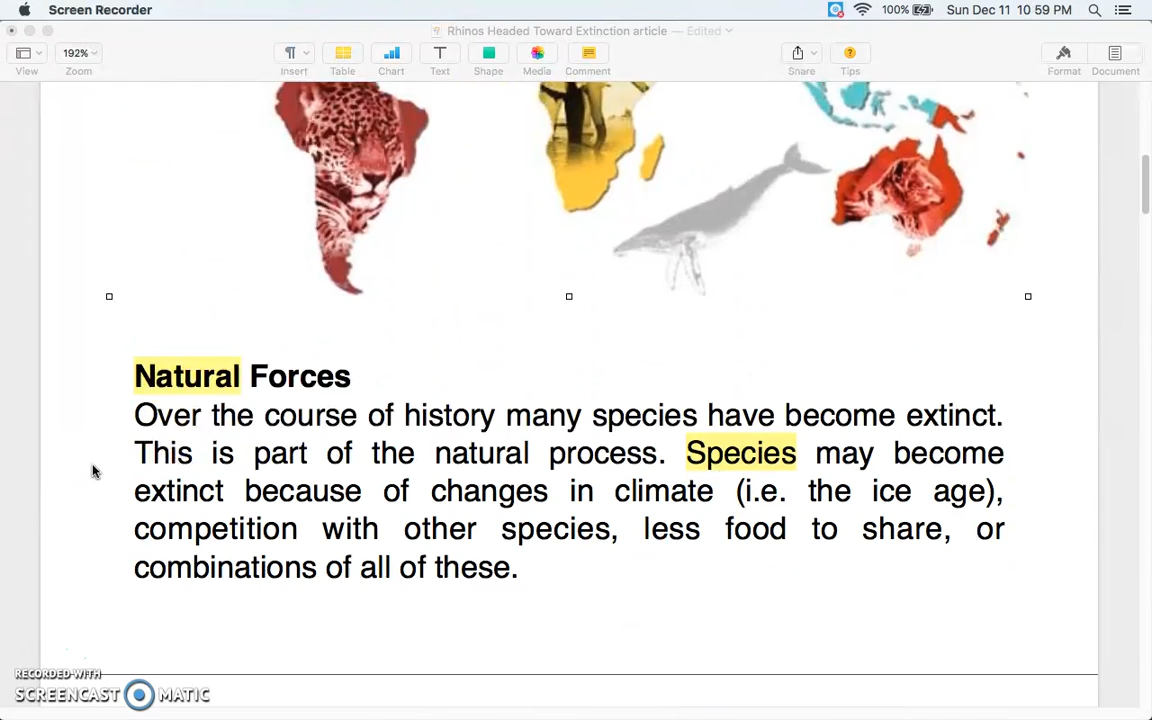 Screen Recorder 100% Sun Dec 11 10:59 PM
Rhinos Headed Toward Extinction article — Edited
192%
View Zoom Insert Table Chart Text Shape Media Comment Share Tips Format Document
Natural Forces
Over the course of history many species have become extinct.
This is part of the natural process. Species may become
extinct because of changes in climate (i.e. the ice age),
competition with other species, less food to share, or
combinations of all of these.
RECORDED WITH
SCREENCAST MATIC